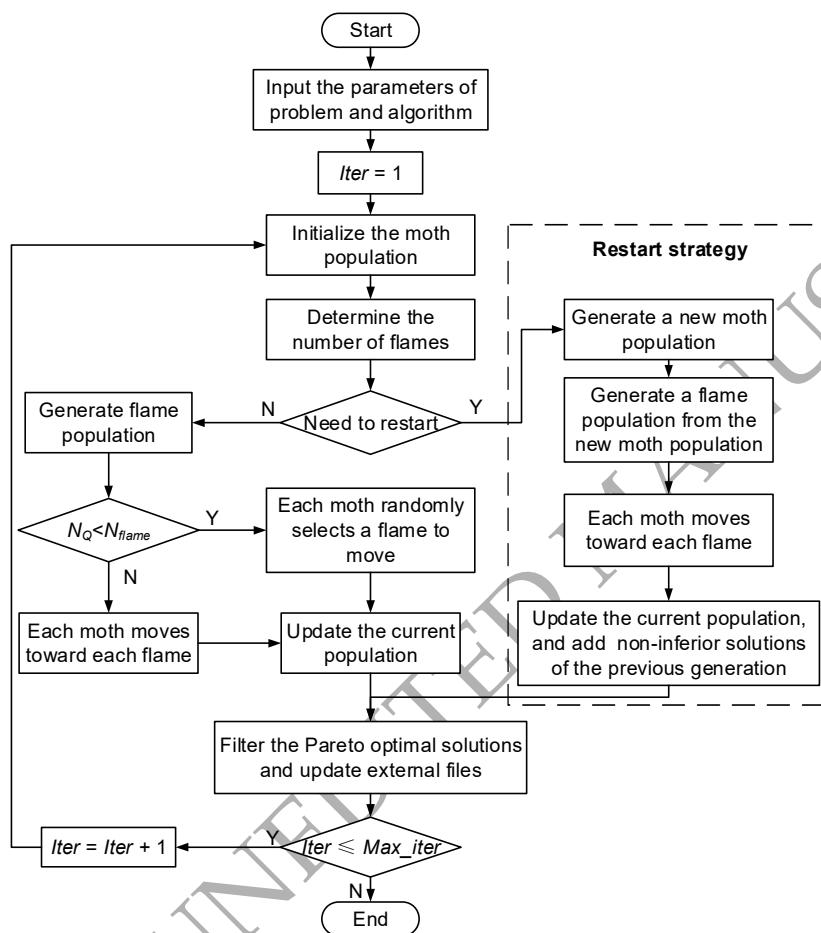 Start
Input the parameters of
problem and algorithm
Iter = 1
Initialize the moth
population
Determine the
number of flames
Need to restart
N
Y
Restart strategy
Generate a new moth
population
Generate a flame
population from the
new moth population
Each moth moves
toward each flame
Update the current population,
and add non-inferior solutions
of the previous generation
Generate flame
population
N_Q<N_flame
Y
N
Each moth randomly
selects a flame to
move
Each moth moves
toward each flame
Update the current
population
Filter the Pareto optimal solutions
and update external files
Iter ≤ Max_iter
Y
Iter = Iter + 1
N
End